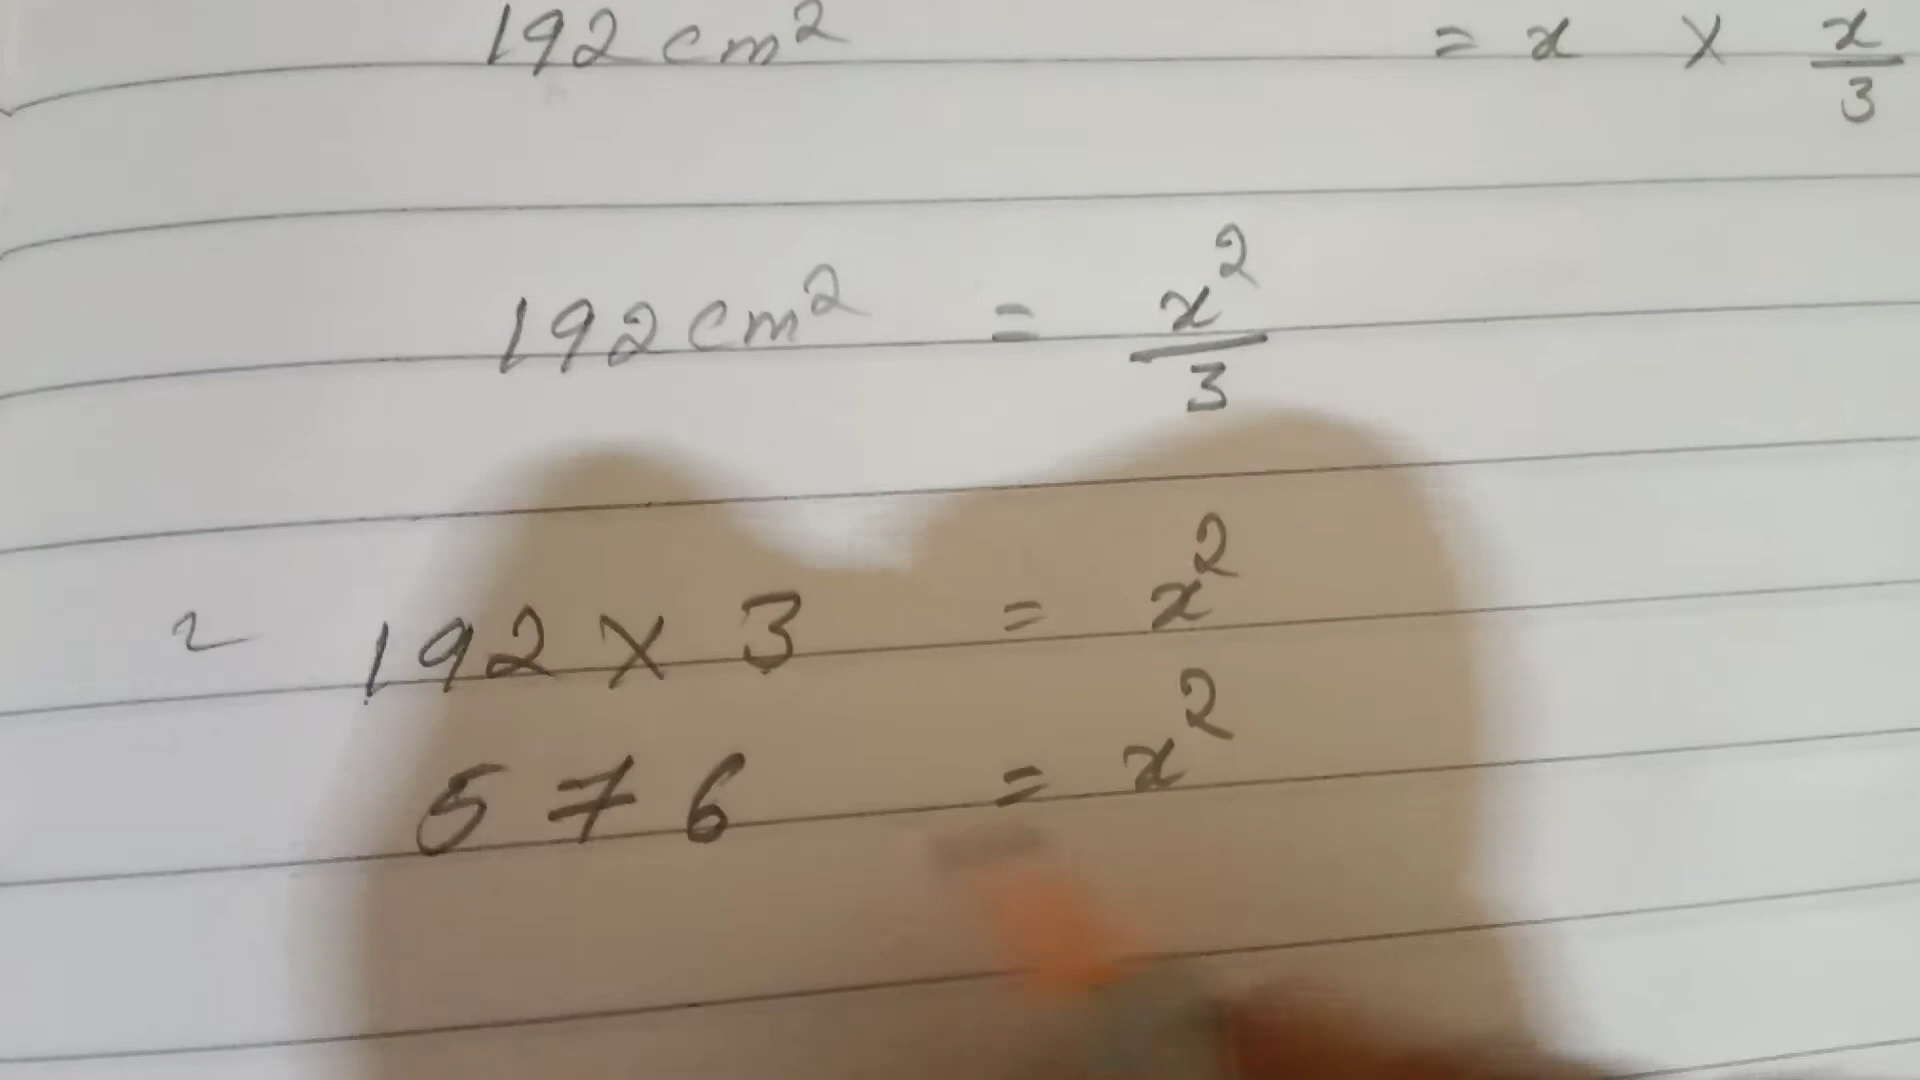 192 cm² = x × x/3
192 cm² = x²/3
192 × 3 = x²
576 = x²